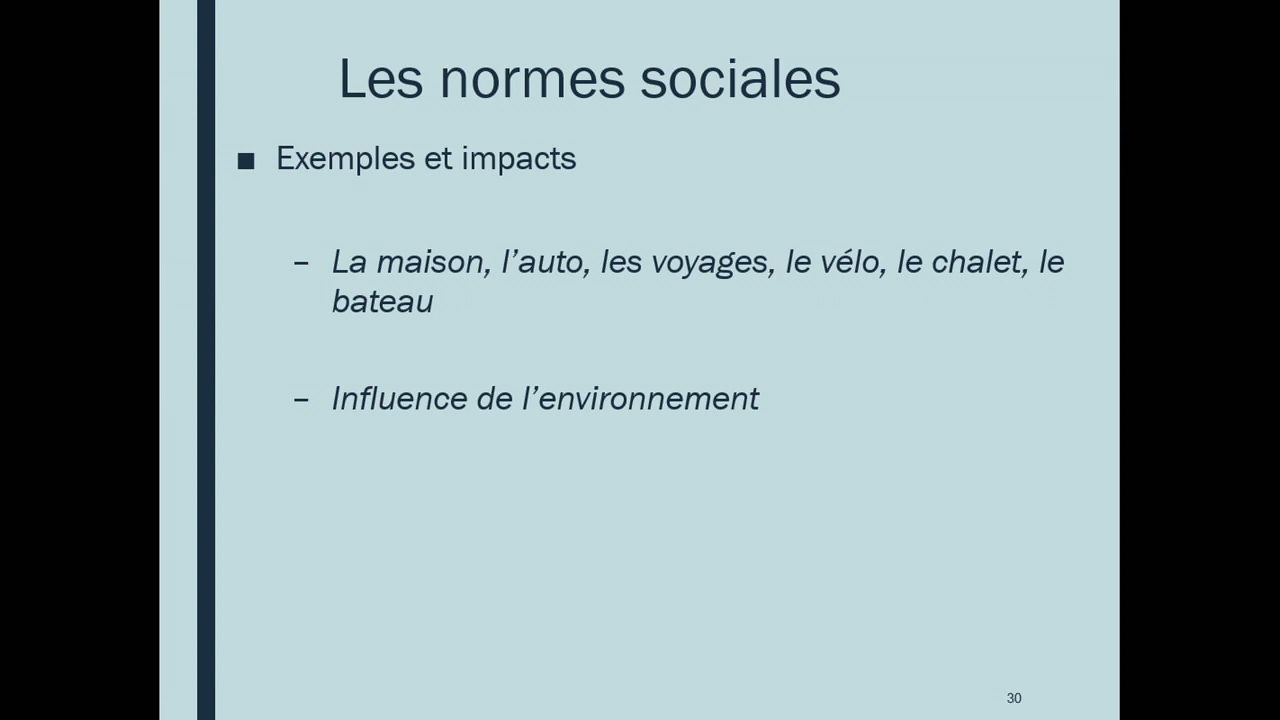 Les normes sociales
■ Exemples et impacts
– La maison, l’auto, les voyages, le vélo, le chalet, le
bateau
– Influence de l’environnement
30